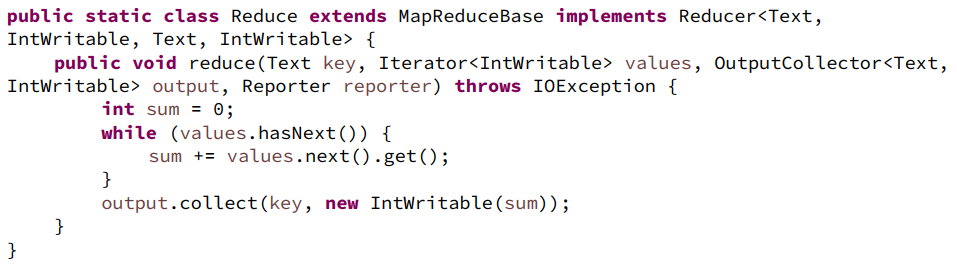 public static class Reduce extends MapReduceBase implements Reducer<Text,
IntWritable, Text, IntWritable> {
    public void reduce(Text key, Iterator<IntWritable> values, OutputCollector<Text,
IntWritable> output, Reporter reporter) throws IOException {
        int sum = 0;
        while (values.hasNext()) {
            sum += values.next().get();
        }
        output.collect(key, new IntWritable(sum));
    }
}